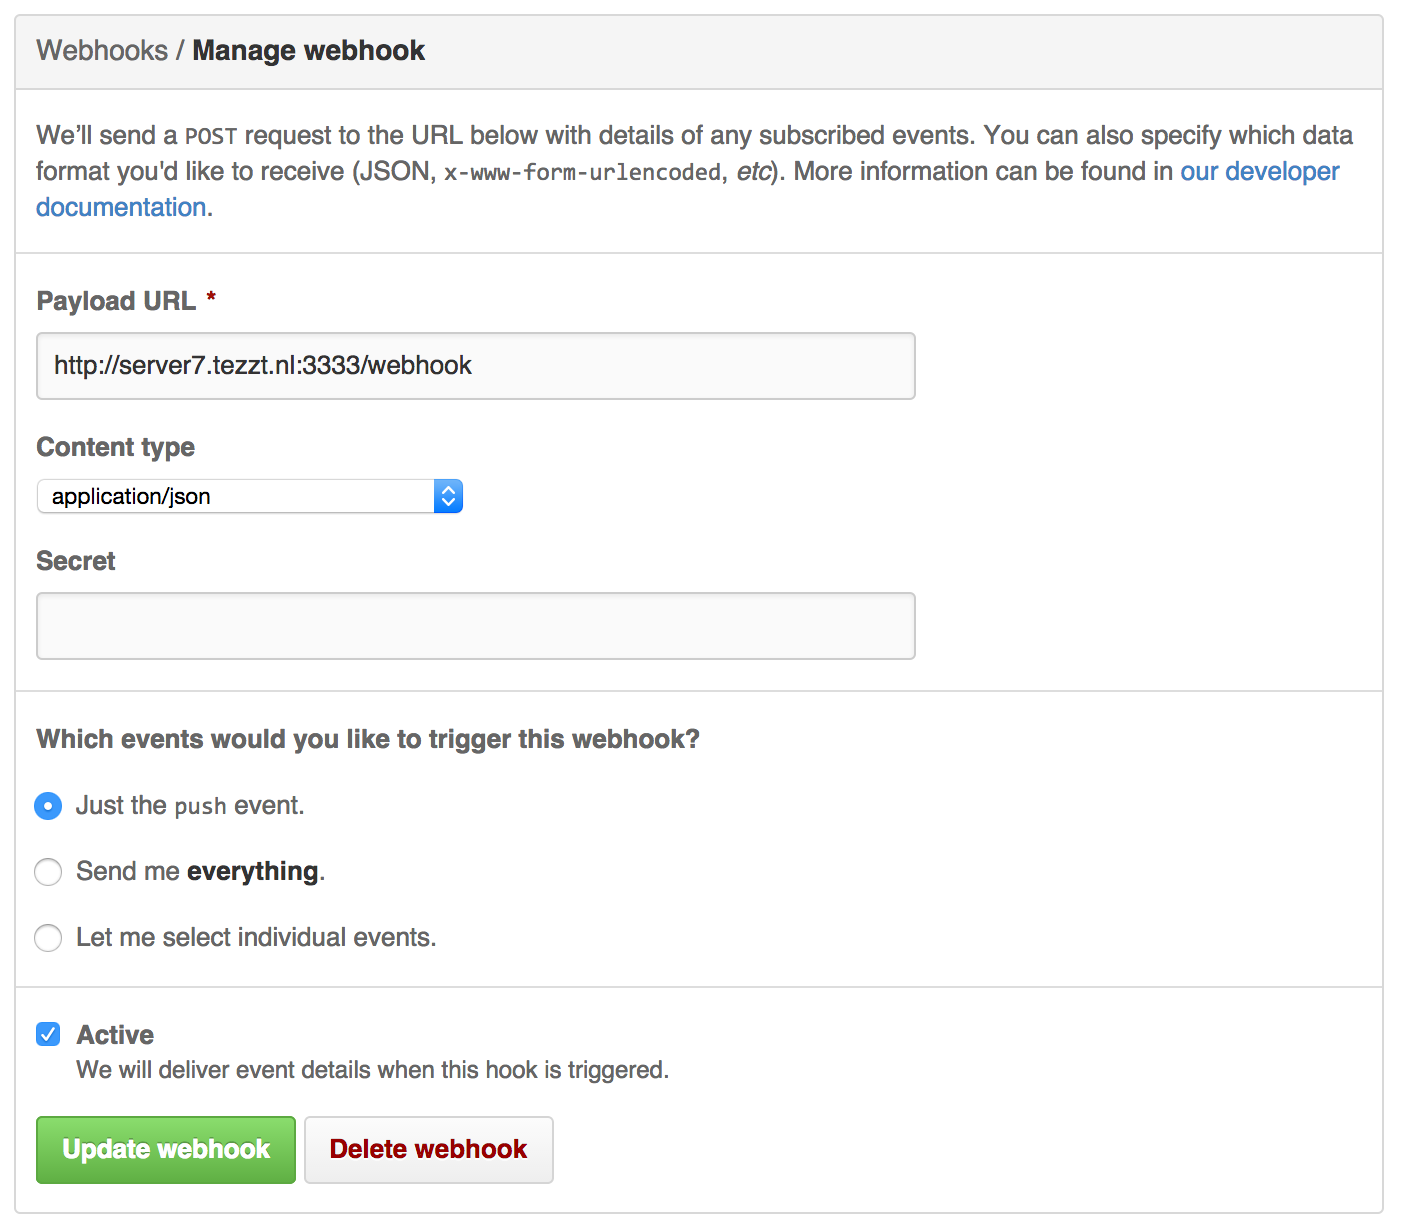 Webhooks / Manage webhook
We’ll send a POST request to the URL below with details of any subscribed events. You can also specify which data
format you'd like to receive (JSON, x-www-form-urlencoded, etc). More information can be found in our developer
documentation.
Payload URL *
http://server7.tezzt.nl:3333/webhook
Content type
application/json
Secret
Which events would you like to trigger this webhook?
Just the push event.
Send me everything.
Let me select individual events.
Active
We will deliver event details when this hook is triggered.
Update webhook Delete webhook